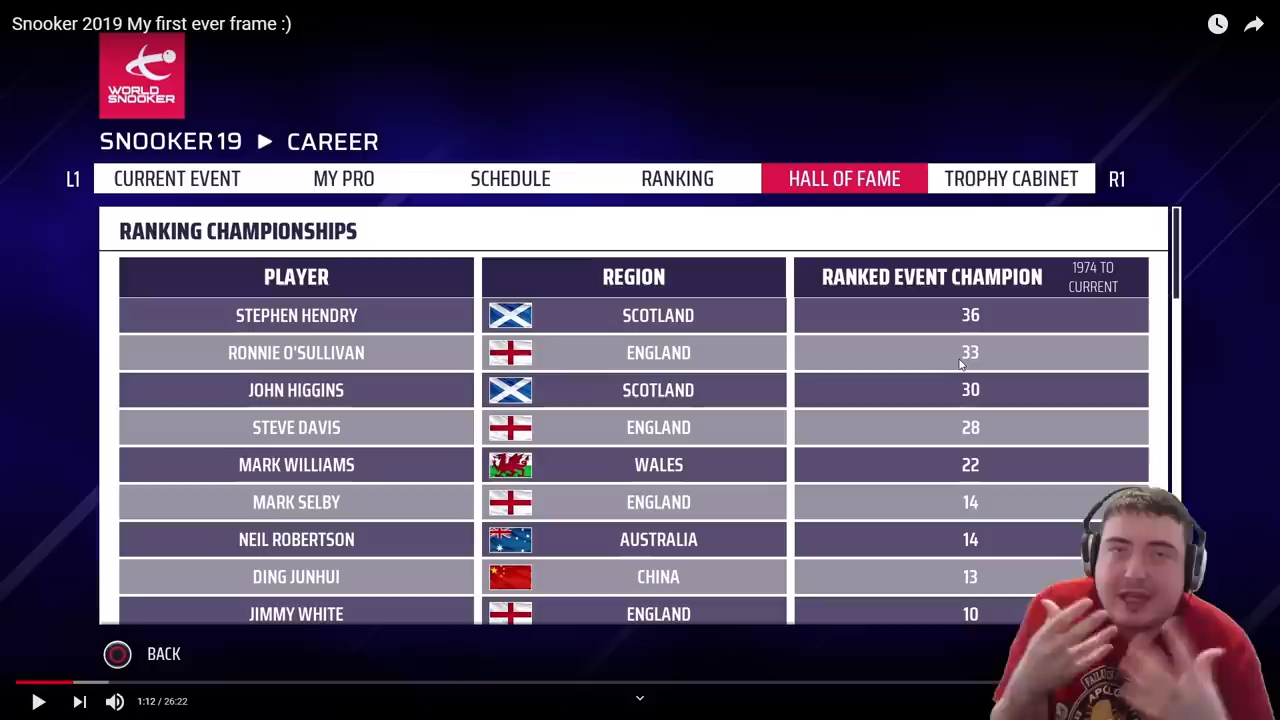 Snooker 2019 My first ever frame :)
WORLD
SNOOKER
SNOOKER 19 ► CAREER
L1 CURRENT EVENT MY PRO SCHEDULE RANKING HALL OF FAME TROPHY CABINET R1
RANKING CHAMPIONSHIPS
PLAYER REGION RANKED EVENT CHAMPION 1974 TO CURRENT
STEPHEN HENDRY SCOTLAND 36
RONNIE O'SULLIVAN ENGLAND 33
JOHN HIGGINS SCOTLAND 30
STEVE DAVIS ENGLAND 28
MARK WILLIAMS WALES 22
MARK SELBY ENGLAND 14
NEIL ROBERTSON AUSTRALIA 14
DING JUNHUI CHINA 13
JIMMY WHITE ENGLAND 10
BACK
1:12 / 26:22